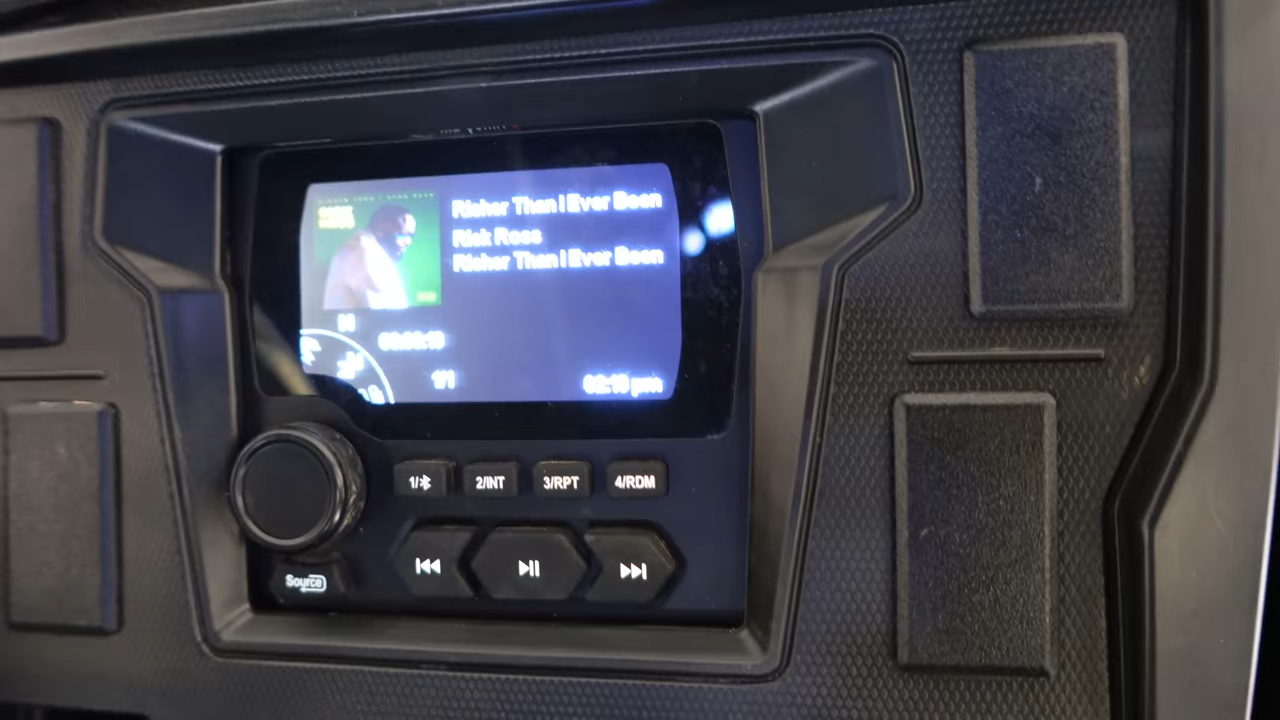 Richer Than I Ever Been
Rick Ross
Richer Than I Ever Been
1/1
02:10 pm
1/
2/INT
3/RPT
4/RDM
Source